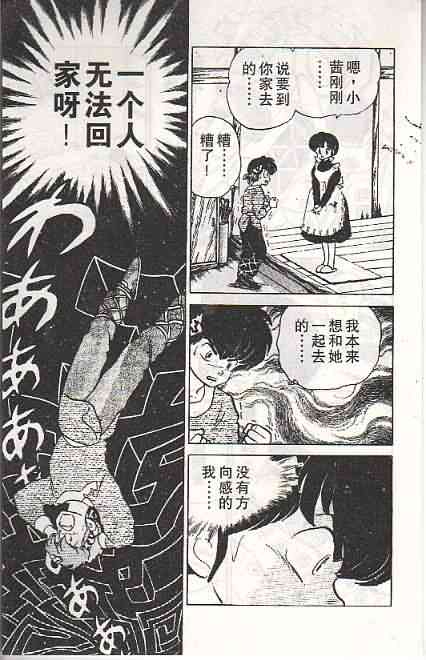 嗯，小
茜刚刚
……
说要到
你家去
的……
糟……
糟了！
我本来
想和她
一起去
的……
没有方
向感的
我……
一个人
无法回
家呀！
わあああぁ
ああ